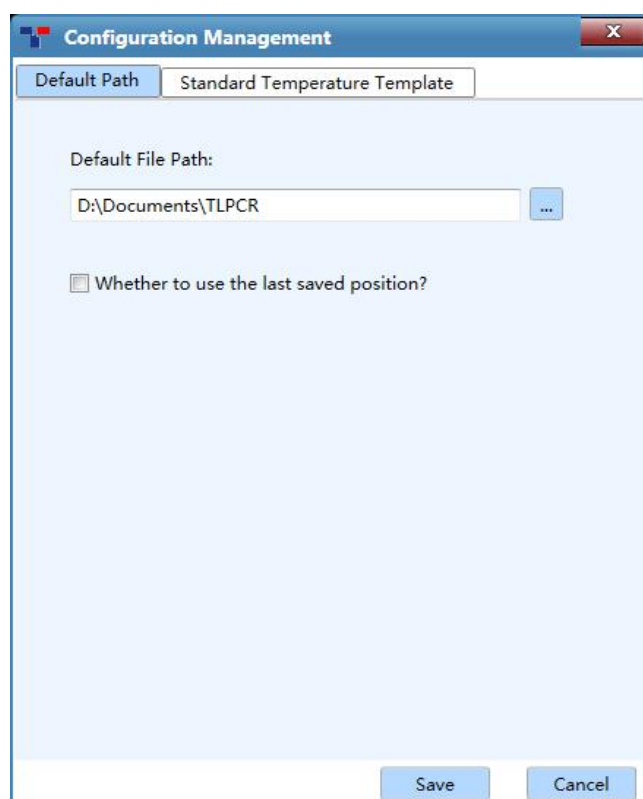 Configuration Management
X
Default Path
Standard Temperature Template
Default File Path:
D:\Documents\TLPCR
...
Whether to use the last saved position?
Save
Cancel